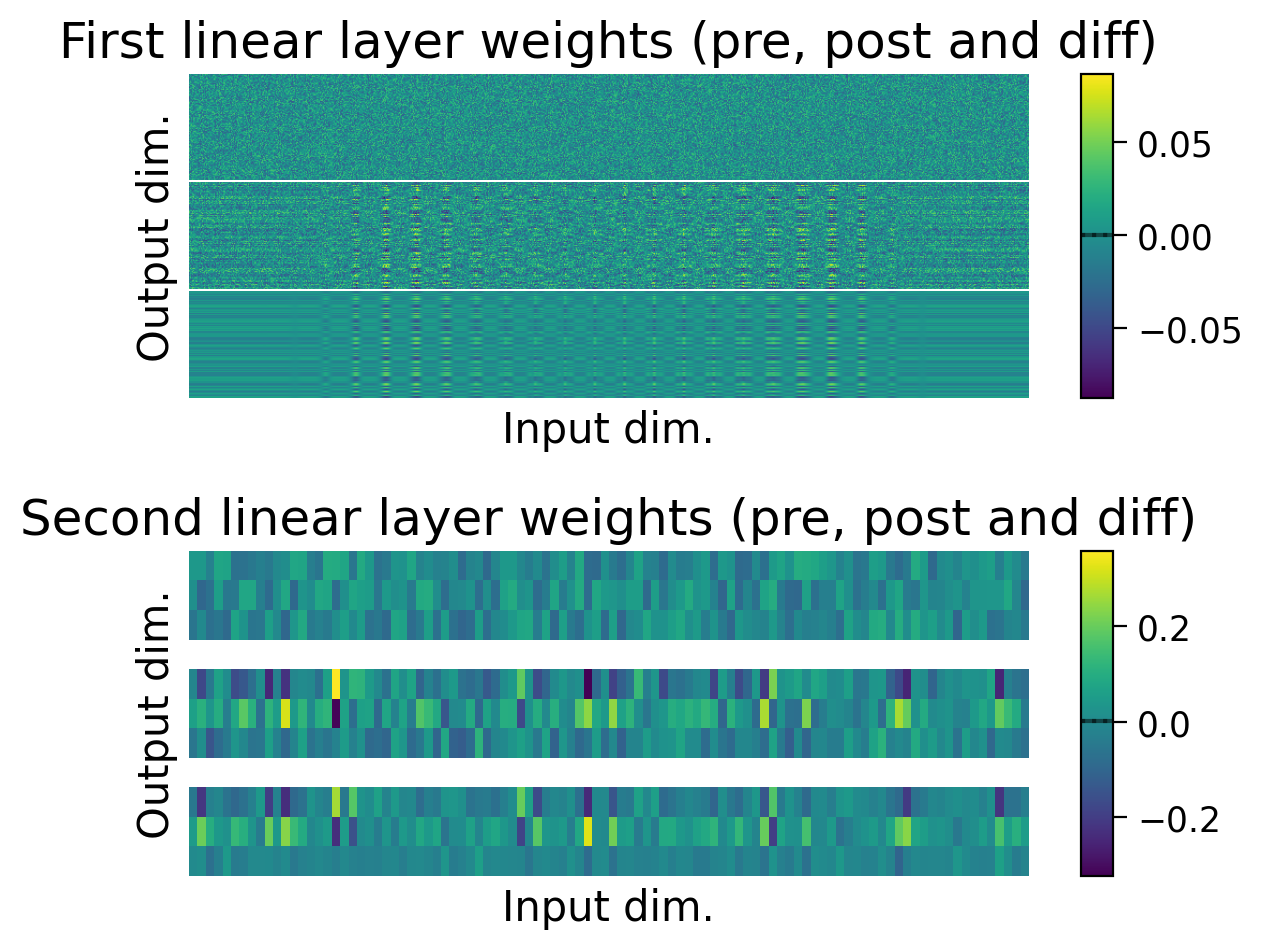 First linear layer weights (pre, post and diff)
Output dim.
0.05
0.00
−0.05
Input dim.
Second linear layer weights (pre, post and diff)
Output dim.
0.2
0.0
−0.2
Input dim.